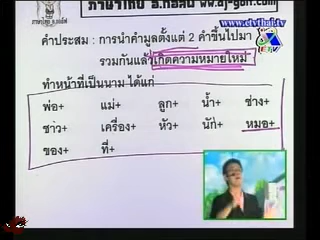 ภาษาไทย อ.กอล์ฟ www.aj-golf.com
www.etvthai.tv
ETV
คำประสม : การนำคำมูลตั้งแต่ 2 คำขึ้นไปมา
รวมกันแล้วเกิดความหมายใหม่
ทำหน้าที่เป็นนาม ได้แก่
พ่อ+ แม่+ ลูก+ น้ำ+ ช่าง+
ชาว+ เครื่อง+ หัว+ นัก+ หมอ+
ของ+ ที่+